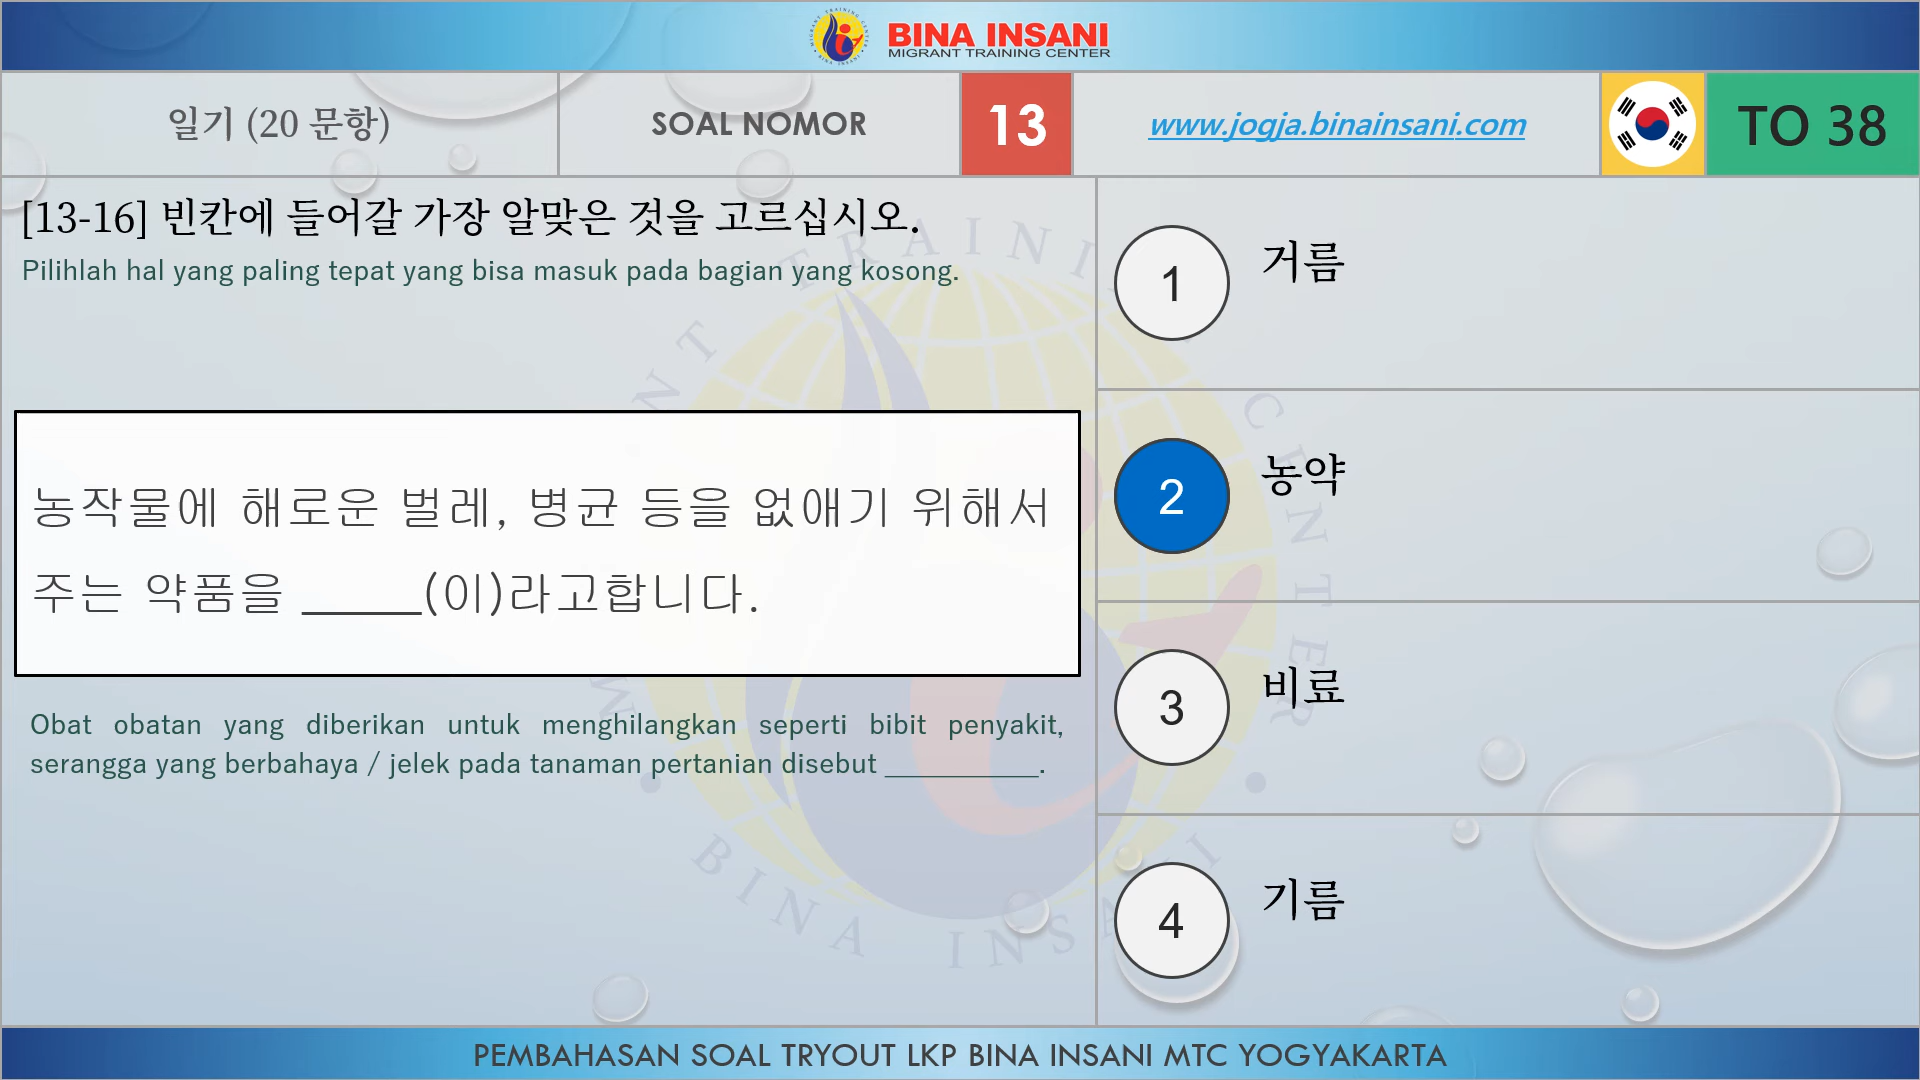 BINA INSANI
MIGRANT TRAINING CENTER
일기 (20 문항)
SOAL NOMOR
13
www.jogja.binainsani.com
TO 38
[13-16] 빈칸에 들어갈 가장 알맞은 것을 고르십시오.
Pilihlah hal yang paling tepat yang bisa masuk pada bagian yang kosong.
농작물에 해로운 벌레, 병균 등을 없애기 위해서
주는 약품을 _____(이)라고합니다.
Obat obatan yang diberikan untuk menghilangkan seperti bibit penyakit,
serangga yang berbahaya / jelek pada tanaman pertanian disebut __________.
1 거름
2 농약
3 비료
4 기름
PEMBAHASAN SOAL TRYOUT LKP BINA INSANI MTC YOGYAKARTA